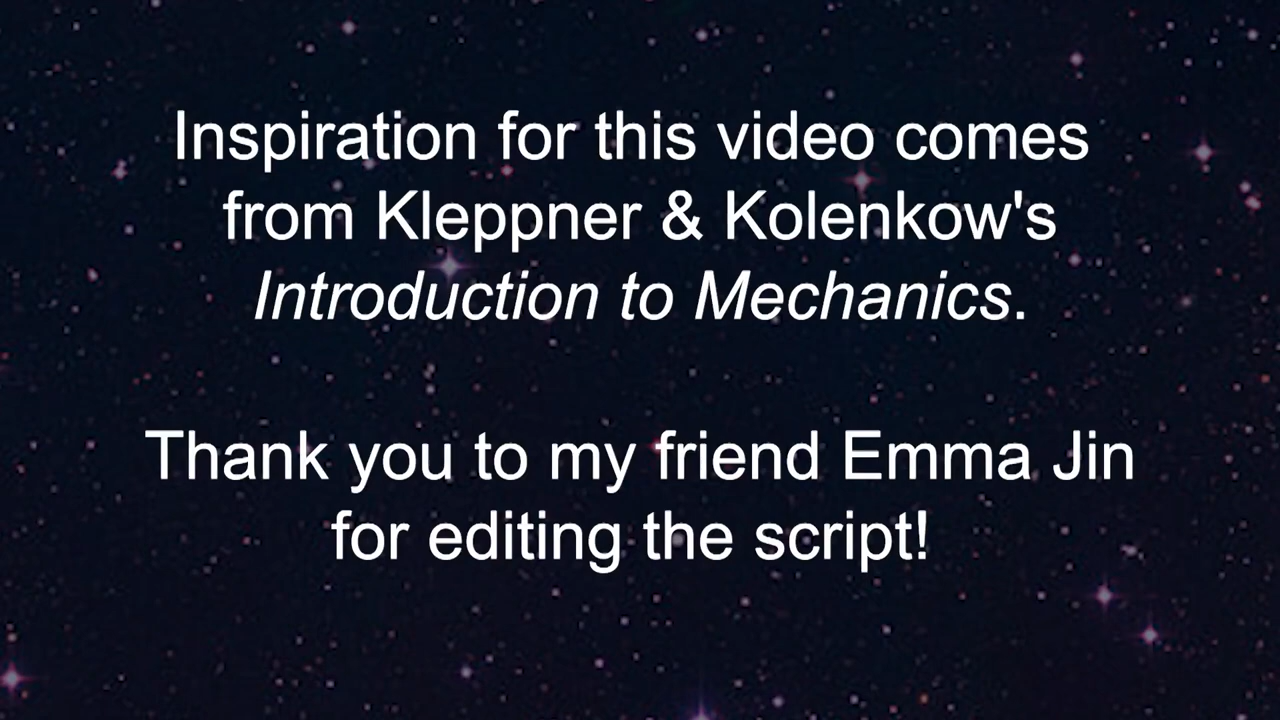 Inspiration for this video comes
from Kleppner & Kolenkow's
Introduction to Mechanics.
Thank you to my friend Emma Jin
for editing the script!